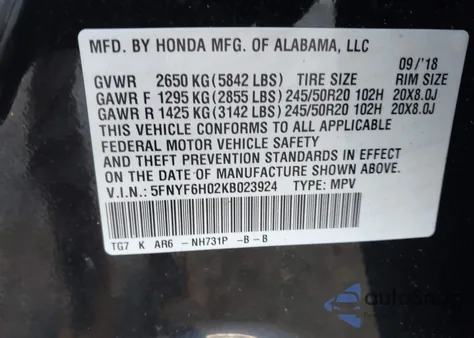 MFD. BY HONDA MFG. OF ALABAMA, LLC
09/'18
GVWR 2650 KG (5842 LBS) TIRE SIZE RIM SIZE
GAWR F 1295 KG (2855 LBS) 245/50R20 102H 20X8.0J
GAWR R 1425 KG (3142 LBS) 245/50R20 102H 20X8.0J
THIS VEHICLE CONFORMS TO ALL APPLICABLE
FEDERAL MOTOR VEHICLE SAFETY
AND THEFT PREVENTION STANDARDS IN EFFECT
ON THE DATE OF MANUFACTURE SHOWN ABOVE.
V.I.N.: 5FNYF6H02KB023924 TYPE: MPV
TG7 K AR6 -NH731P -B -B